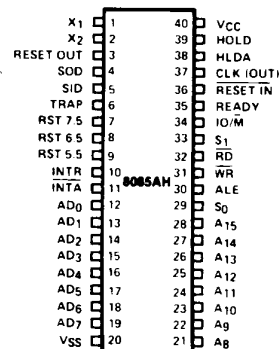 X1 1 40 VCC
X2 2 39 HOLD
RESET OUT 3 38 HLDA
SOD 4 37 CLK (OUT)
SID 5 36 RESET IN
TRAP 6 35 READY
RST 7.5 7 34 IO/M
RST 6.5 8 33 S1
RST 5.5 9 32 RD
INTR 10 31 WR
INTA 11 8085AH 30 ALE
AD0 12 29 S0
AD1 13 28 A15
AD2 14 27 A14
AD3 15 26 A13
AD4 16 25 A12
AD5 17 24 A11
AD6 18 23 A10
AD7 19 22 A9
VSS 20 21 A8